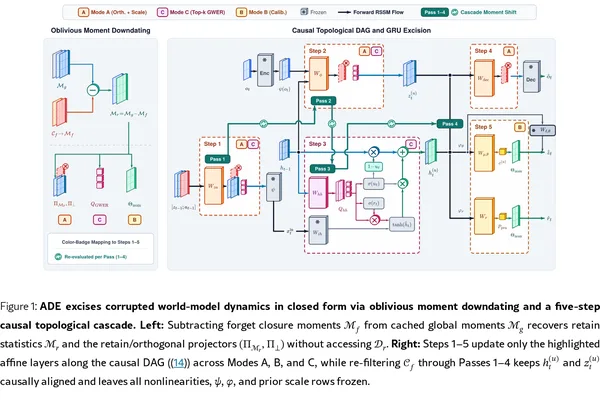 A Mode A (Orth. + Scale) C Mode C (Top-k GWER) B Mode B (Calib.) Frozen Forward RSSM Flow Pass 1–4 Cascade Moment Shift
Oblivious Moment Downdating
Causal Topological DAG and GRU Excision
Step 2 A C
Step 4 A
Enc
Dec
Pass 2
Pass 4
Step 1 A C
Step 3 C
Step 5 B
Pass 1
Pass 3
A C B
Color-Badge Mapping to Steps 1–5
Re-evaluated per Pass (1–4)
Figure 1: ADE excises corrupted world-model dynamics in closed form via oblivious moment downdating and a five-step
causal topological cascade. Left: Subtracting forget closure moments ℳ_f from cached global moments ℳ_g recovers retain
statistics ℳ_r and the retain/orthogonal projectors (Π_{ℳ_r}, Π_⊥) without accessing 𝒟_r. Right: Steps 1–5 update only the highlighted
affine layers along the causal DAG ((14)) across Modes A, B, and C, while re-filtering 𝒞_f through Passes 1–4 keeps h_t^{(u)} and z_t^{(u)}
causally aligned and leaves all nonlinearities, ψ, φ, and prior scale rows frozen.